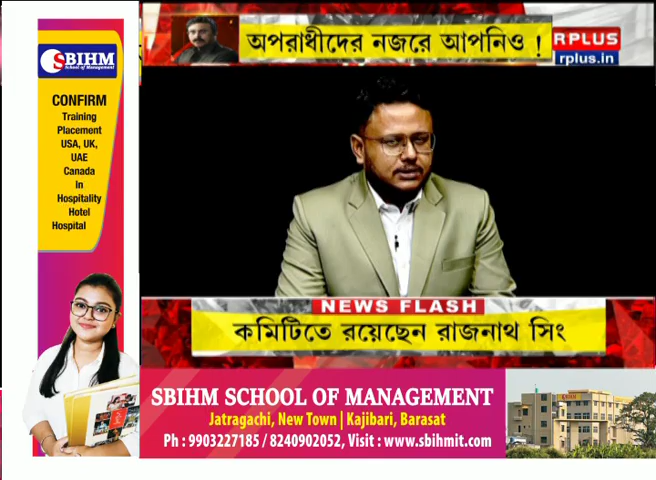 SBIHM
School of Management
CONFIRM
Training
Placement
USA, UK,
UAE
Canada
In
Hospitality
Hotel
Hospital
অপরাধীদের নজরে আপনিও !
RPLUS
rplus.in
NEWS FLASH
কমিটিতে রয়েছেন রাজনাথ সিং
SBIHM SCHOOL OF MANAGEMENT
Jatragachi, New Town | Kajibari, Barasat
Ph : 9903227185 / 8240902052, Visit : www.sbihmit.com